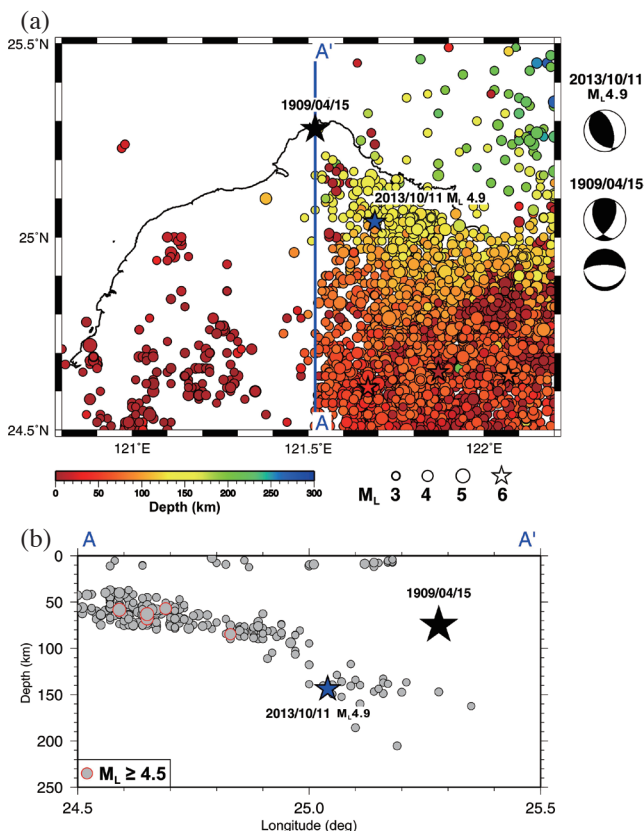 (a)
25.5˚N
25˚N
24.5˚N
121˚E
121.5˚E
122˚E
A'
1909/04/15
2013/10/11 ML 4.9
A
2013/10/11
ML 4.9
1909/04/15
0 50 100 150 200 250 300
Depth (km)
ML 3 4 5 6
(b)
A
A'
0
50
100
150
200
250
Depth (km)
1909/04/15
2013/10/11 ML 4.9
ML ≥ 4.5
24.5 25.0 25.5
Longitude (deg)